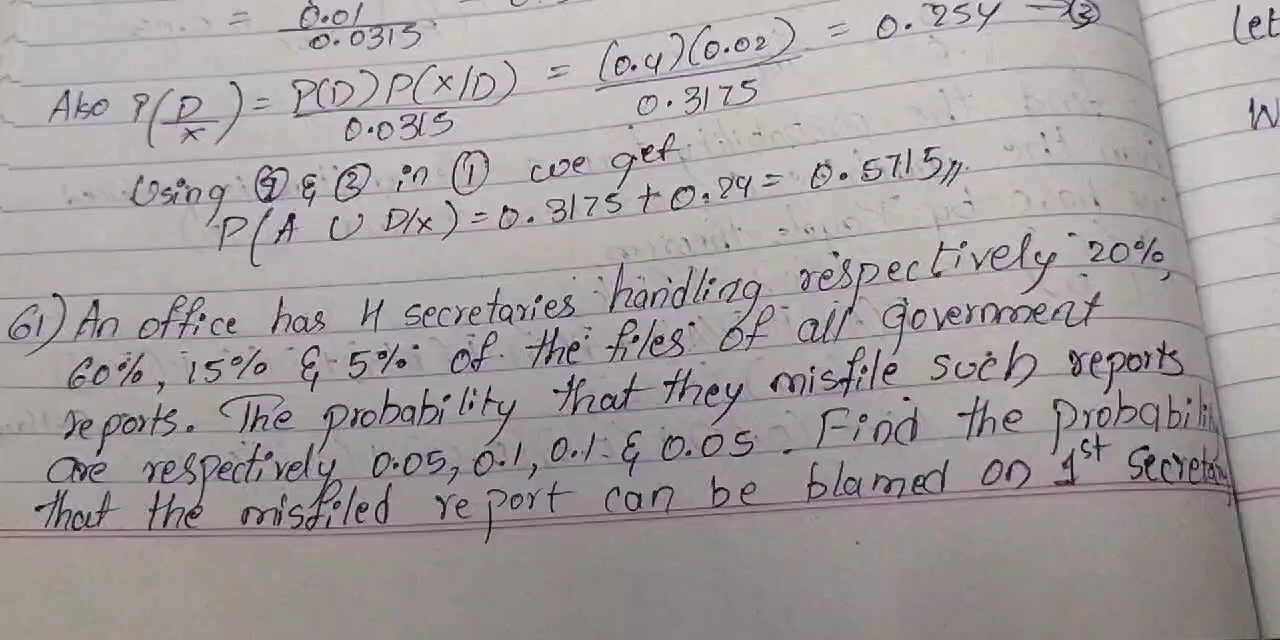 = 0.01
0.0315
Also P(D/X) = P(D) P(X/D) = (0.4)(0.02) = 0.254 → ③
0.0315 0.3175
Using ② & ③ in ① we get
P(A ∪ D/X) = 0.3175 + 0.24 = 0.5715,,
61) An office has 4 secretaries handling respectively 20%,
60%, 15% & 5% of the files of all government
reports. The probability that they misfile such reports
are respectively 0.05, 0.1, 0.1 & 0.05. Find the probabili
that the misfiled report can be blamed on 1st secreta
let
W